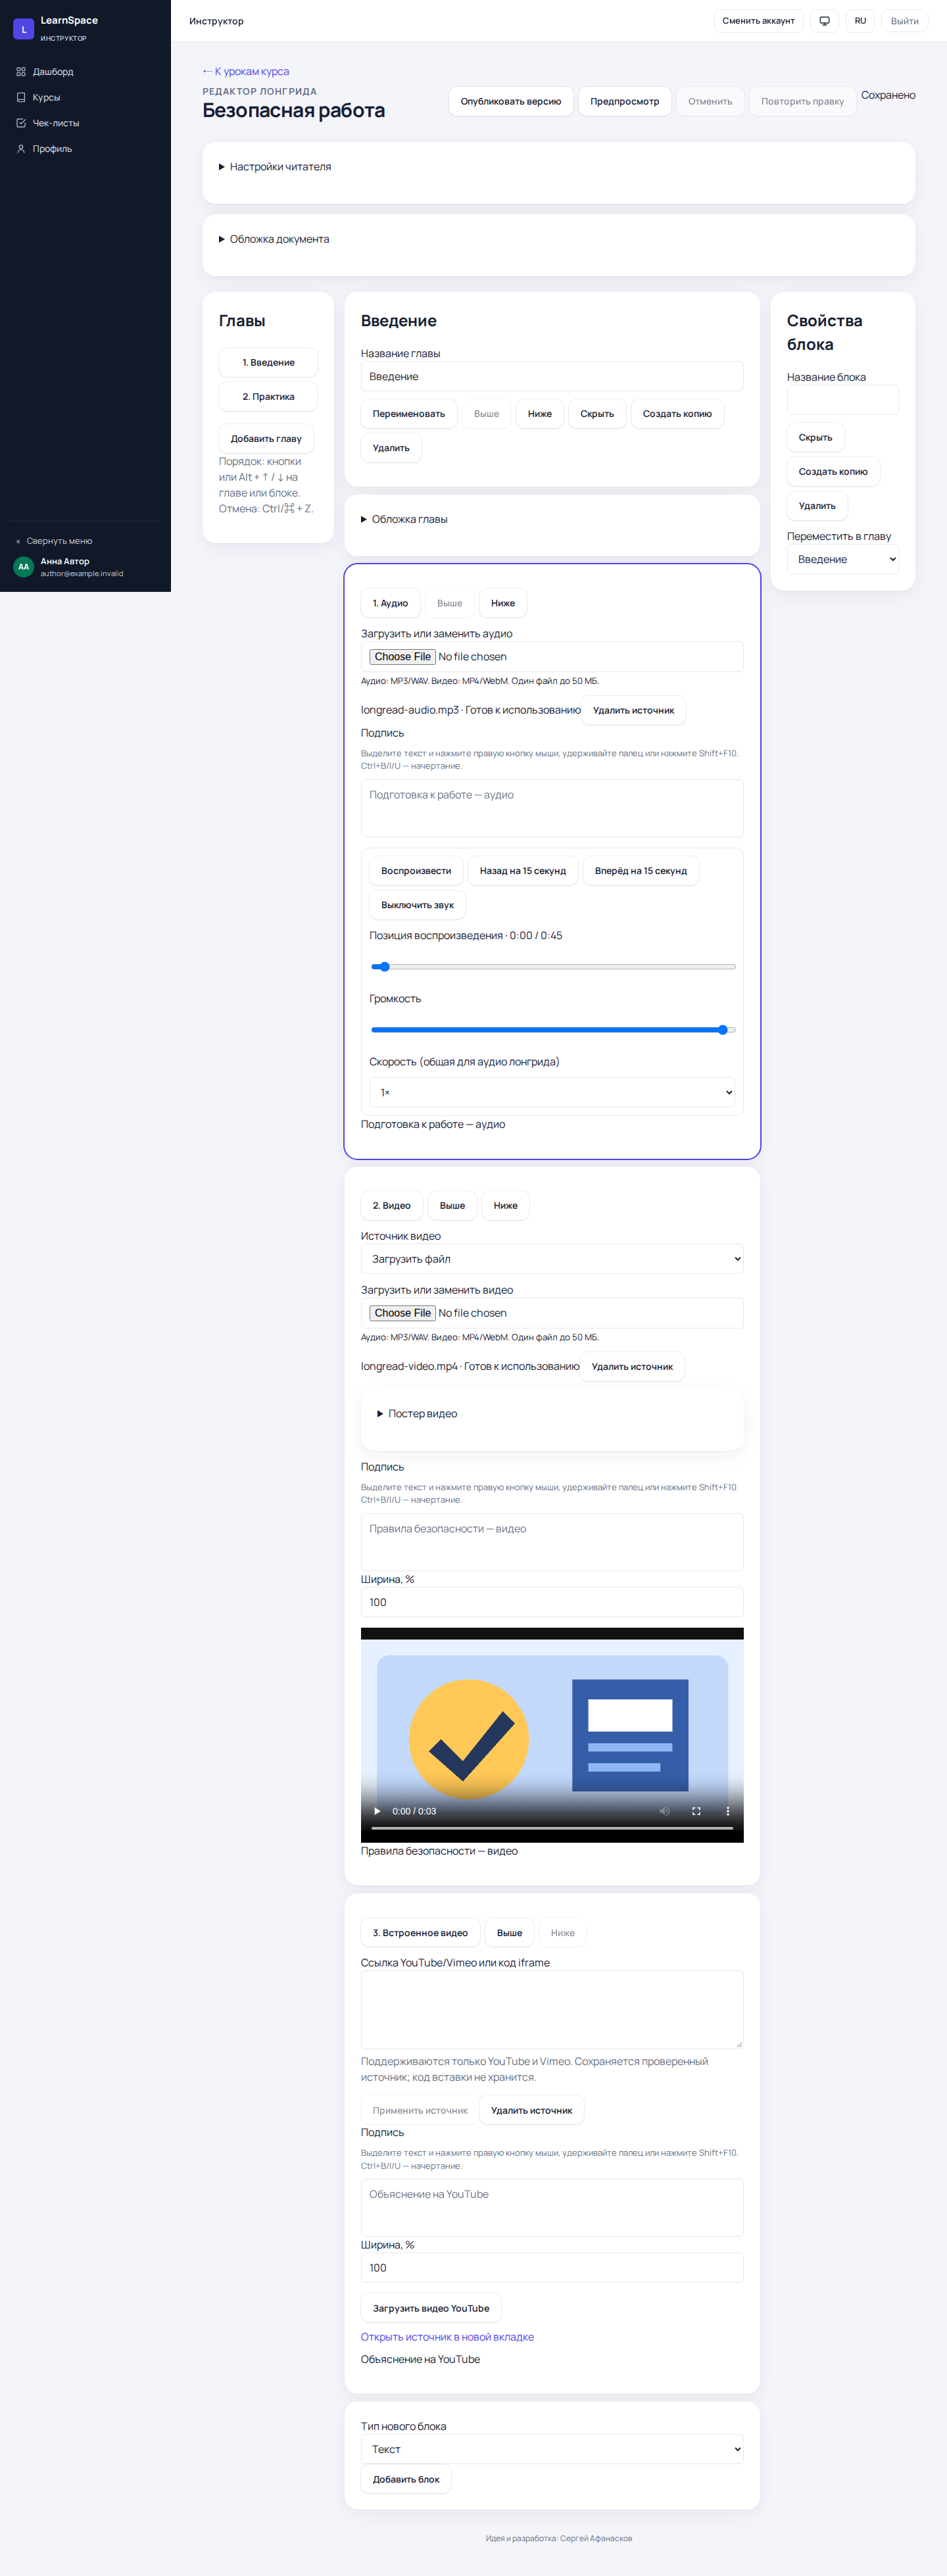 L
LearnSpace
ИНСТРУКТОР
Дашборд
Курсы
Чек-листы
Профиль
« Свернуть меню
АА
Анна Автор
author@example.invalid
Инструктор
Сменить аккаунт
RU
Выйти
← К урокам курса
РЕДАКТОР ЛОНГРИДА
Безопасная работа
Опубликовать версию
Предпросмотр
Отменить
Повторить правку
Сохранено
Настройки читателя
Обложка документа
Главы
1. Введение
2. Практика
Добавить главу
Порядок: кнопки
или Alt + ↑ / ↓ на
главе или блоке.
Отмена: Ctrl/⌘ + Z.
Введение
Название главы
Введение
Переименовать
Выше
Ниже
Скрыть
Создать копию
Удалить
Обложка главы
1. Аудио
Выше
Ниже
Загрузить или заменить аудио
Choose File No file chosen
Аудио: MP3/WAV. Видео: MP4/WebM. Один файл до 50 МБ.
longread-audio.mp3 · Готов к использованию
Удалить источник
Подпись
Выделите текст и нажмите правую кнопку мыши, удерживайте палец или нажмите Shift+F10.
Ctrl+B/I/U — начертание.
Подготовка к работе — аудио
Воспроизвести
Назад на 15 секунд
Вперёд на 15 секунд
Выключить звук
Позиция воспроизведения · 0:00 / 0:45
Громкость
Скорость (общая для аудио лонгрида)
1×
Подготовка к работе — аудио
2. Видео
Выше
Ниже
Источник видео
Загрузить файл
Загрузить или заменить видео
Choose File No file chosen
Аудио: MP3/WAV. Видео: MP4/WebM. Один файл до 50 МБ.
longread-video.mp4 · Готов к использованию
Удалить источник
Постер видео
Подпись
Выделите текст и нажмите правую кнопку мыши, удерживайте палец или нажмите Shift+F10.
Ctrl+B/I/U — начертание.
Правила безопасности — видео
Ширина, %
100
0:00 / 0:03
Правила безопасности — видео
3. Встроенное видео
Выше
Ниже
Ссылка YouTube/Vimeo или код iframe
Поддерживаются только YouTube и Vimeo. Сохраняется проверенный
источник; код вставки не хранится.
Применить источник
Удалить источник
Подпись
Выделите текст и нажмите правую кнопку мыши, удерживайте палец или нажмите Shift+F10.
Ctrl+B/I/U — начертание.
Объяснение на YouTube
Ширина, %
100
Загрузить видео YouTube
Открыть источник в новой вкладке
Объяснение на YouTube
Тип нового блока
Текст
Добавить блок
Свойства
блока
Название блока
Скрыть
Создать копию
Удалить
Переместить в главу
Введение
Идея и разработка: Сергей Афанасков